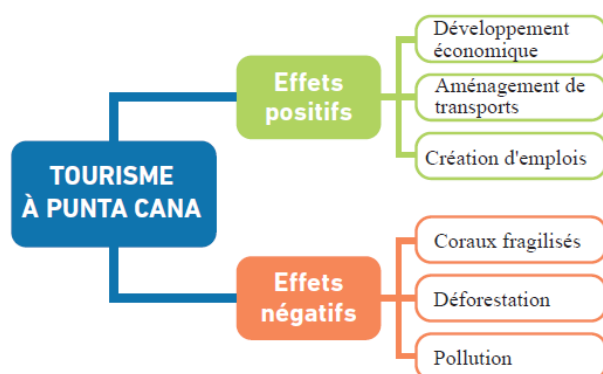 TOURISME
À PUNTA CANA
Effets
positifs
Développement
économique
Aménagement de
transports
Création d'emplois
Effets
négatifs
Coraux fragilisés
Déforestation
Pollution